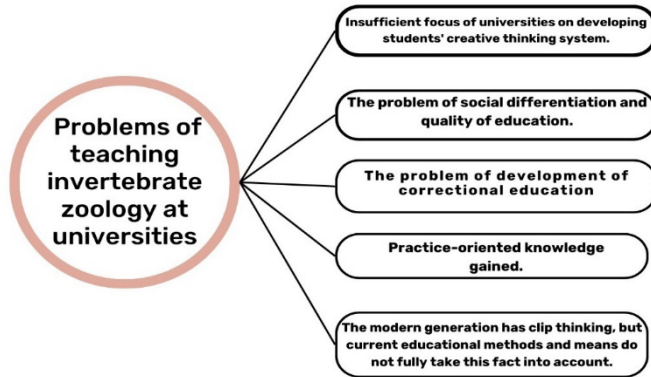 Problems of
teaching
invertebrate
zoology at
universities
Insufficient focus of universities on developing
students' creative thinking system.
The problem of social differentiation and
quality of education.
The problem of development of
correctional education
Practice-oriented knowledge
gained.
The modern generation has clip thinking, but
current educational methods and means do
not fully take this fact into account.